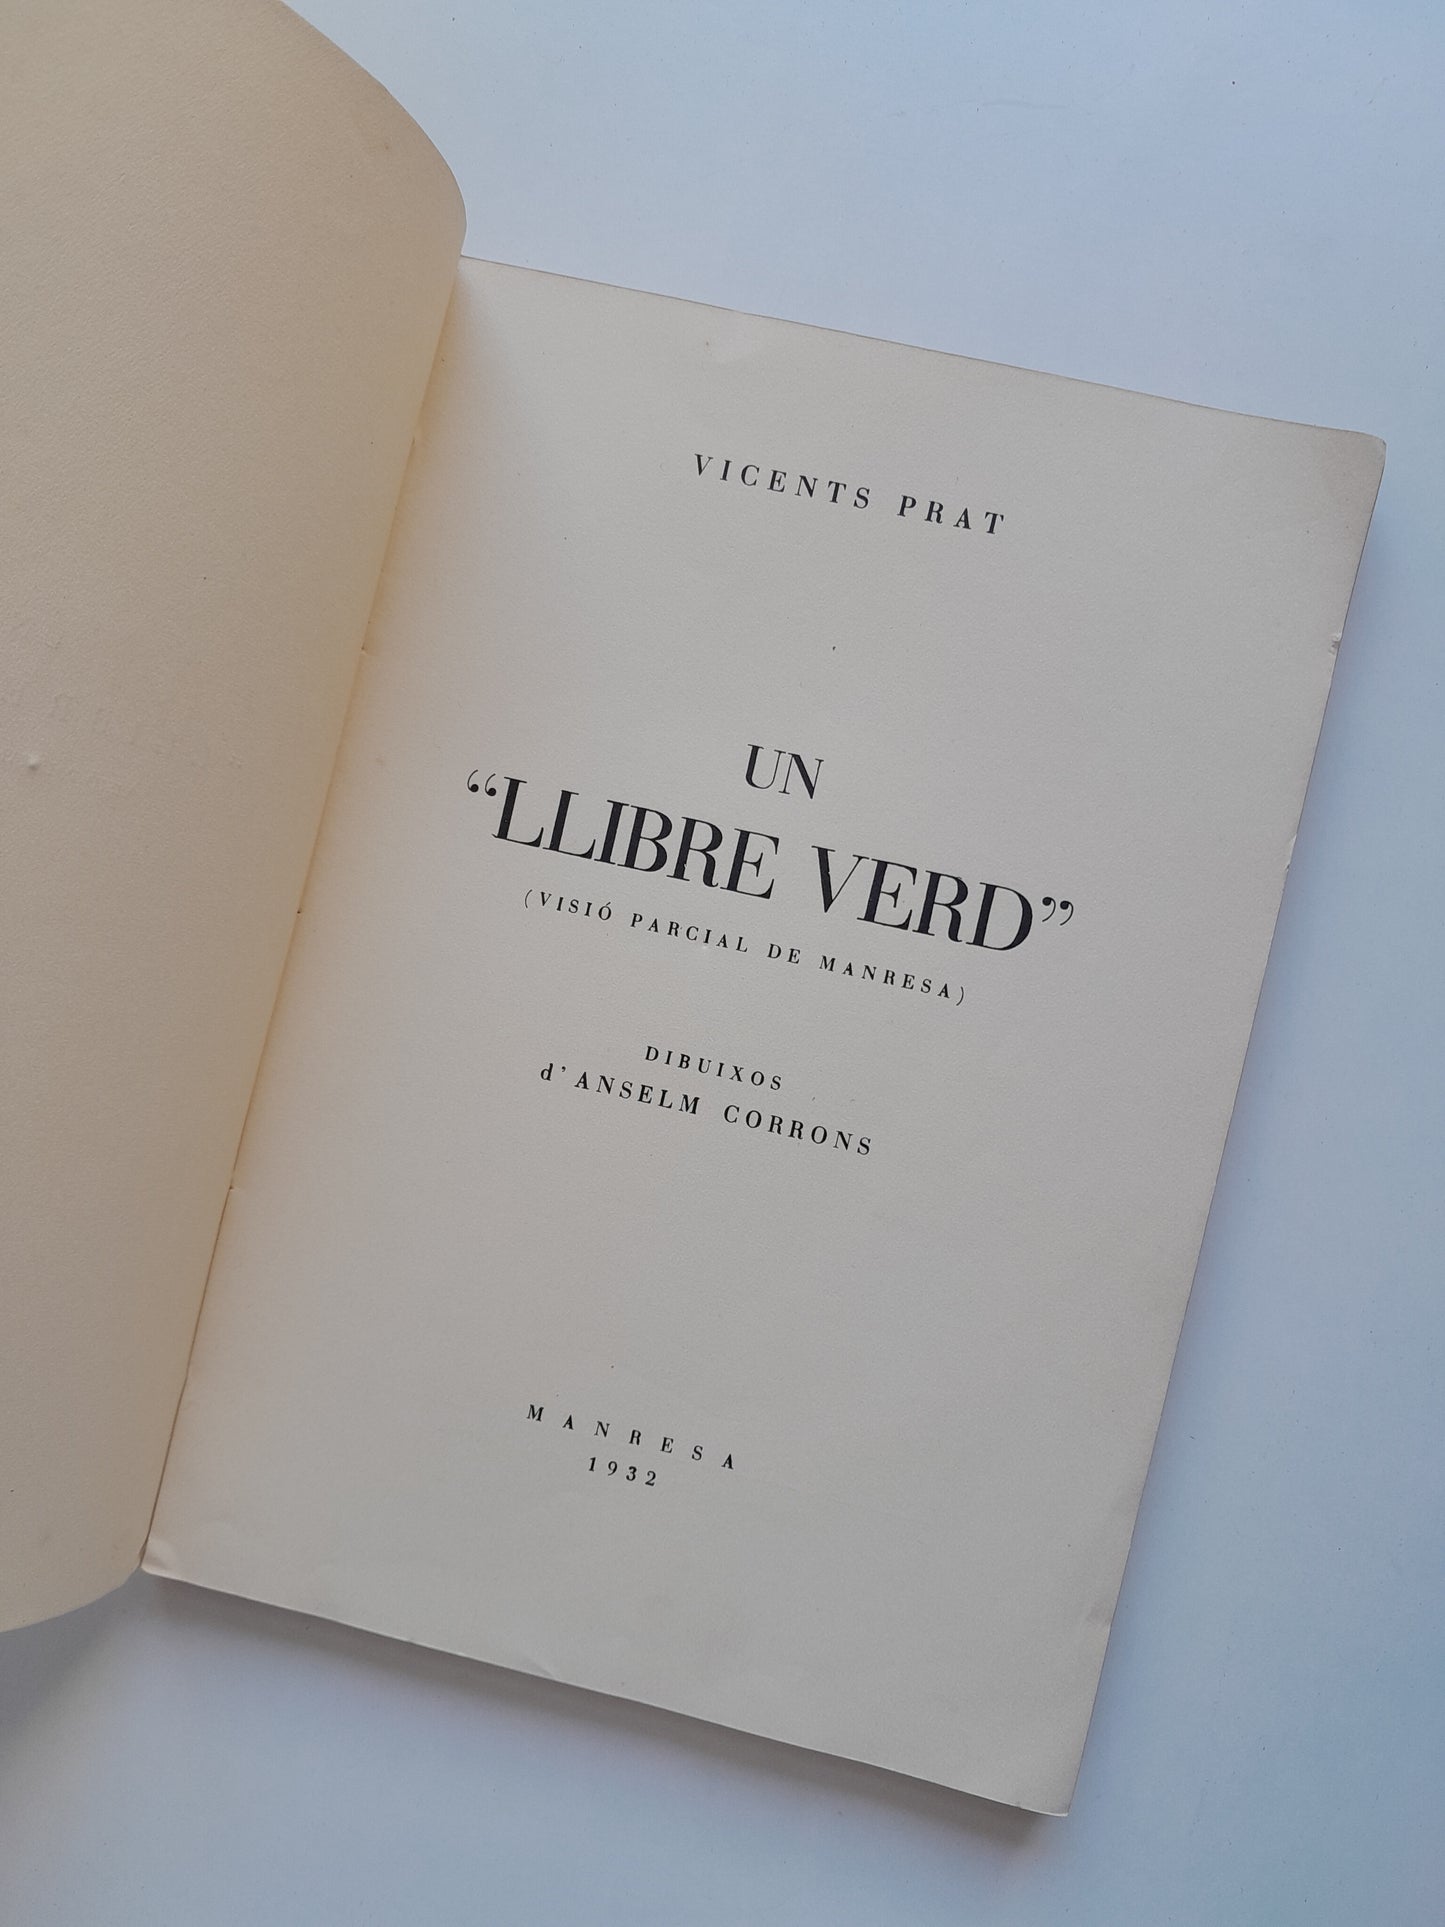 VICENTS PRAT
UN
“LLIBRE VERD”
(VISIÓ PARCIAL DE MANRESA)
DIBUIXOS
d’ANSELM CORRONS
MANRESA
1932